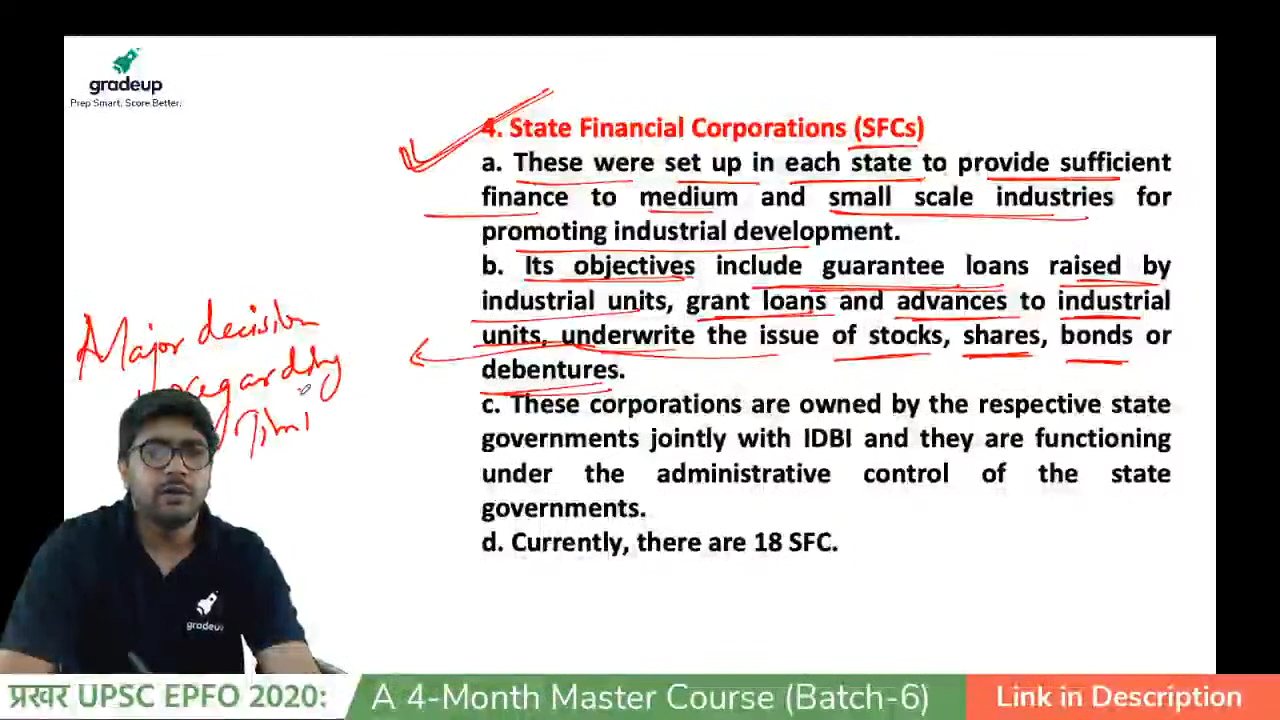 gradeup
Prep Smart. Score Better.
4. State Financial Corporations (SFCs)
a. These were set up in each state to provide sufficient
finance to medium and small scale industries for
promoting industrial development.
b. Its objectives include guarantee loans raised by
industrial units, grant loans and advances to industrial
units, underwrite the issue of stocks, shares, bonds or
debentures.
c. These corporations are owned by the respective state
governments jointly with IDBI and they are functioning
under the administrative control of the state
governments.
d. Currently, there are 18 SFC.
Major decision
regarding
gradeup
प्रखर UPSC EPFO 2020: A 4-Month Master Course (Batch-6) Link in Description